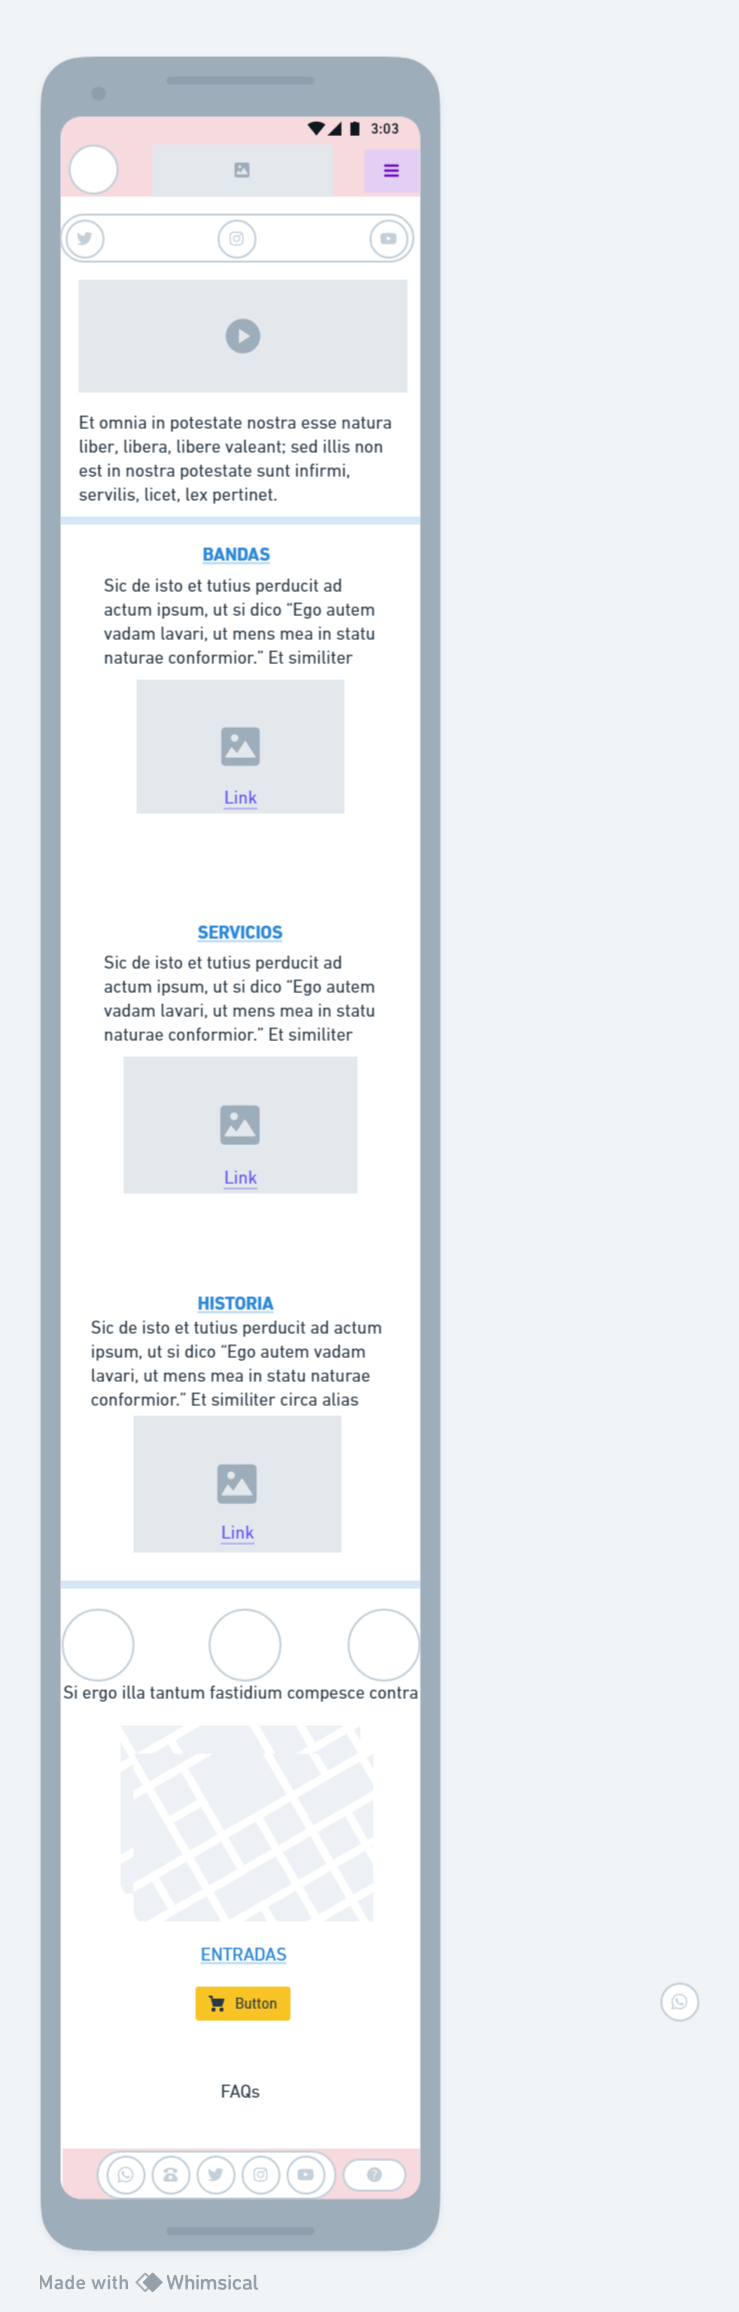 3:03
Et omnia in potestate nostra esse natura
liber, libera, libere valeant; sed illis non
est in nostra potestate sunt infirmi,
servilis, licet, lex pertinet.
BANDAS
Sic de isto et tutius perducit ad
actum ipsum, ut si dico “Ego autem
vadam lavari, ut mens mea in statu
naturae conformior.” Et similiter
Link
SERVICIOS
Sic de isto et tutius perducit ad
actum ipsum, ut si dico “Ego autem
vadam lavari, ut mens mea in statu
naturae conformior.” Et similiter
Link
HISTORIA
Sic de isto et tutius perducit ad actum
ipsum, ut si dico “Ego autem vadam
lavari, ut mens mea in statu naturae
conformior.” Et similiter circa alias
Link
Si ergo illa tantum fastidium compesce contra
ENTRADAS
Button
FAQs
?
Made with Whimsical